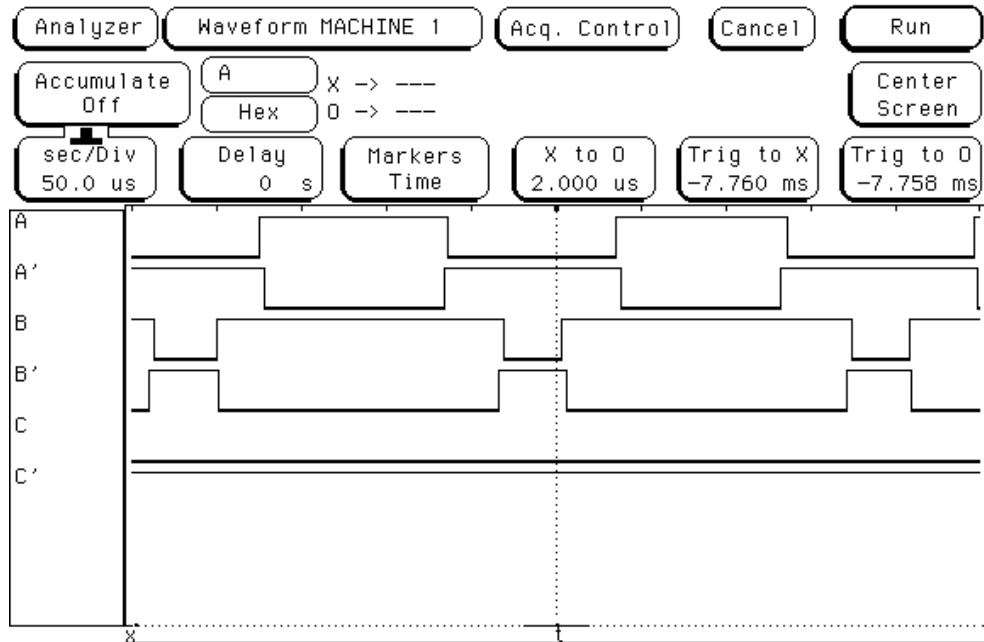 Analyzer Waveform MACHINE 1 Acq. Control Cancel Run
Accumulate Off
A X -> ---
Hex O -> ---
Center Screen
sec/Div 50.0 us
Delay 0 s
Markers Time
X to O 2.000 us
Trig to X -7.760 ms
Trig to O -7.758 ms
A
A'
B
B'
C
C'
x t